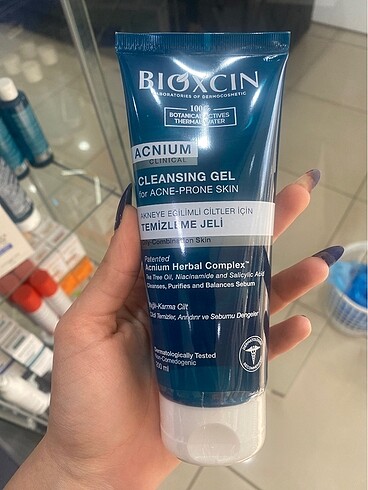 BIOXCIN
LABORATORIES OF DERMOCOSMETIC
100%
BOTANICAL ACTIVES
THERMAL WATER
ACNIUM
CLINICAL
CLEANSING GEL
for ACNE-PRONE SKIN
AKNEYE EĞİLİMLİ CİLTLER İÇİN
TEMİZLEME JELİ
Oily-Combination Skin
Patented
Acnium Herbal Complex™
Tea Tree Oil, Niacinamide and Salicylic Acid
Cleanses, Purifies and Balances Sebum
Yağlı-Karma Cilt
Cildi Temizler, Arındırır ve Sebumu Dengeler
Dermatologically Tested
Non-Comedogenic
200 ml